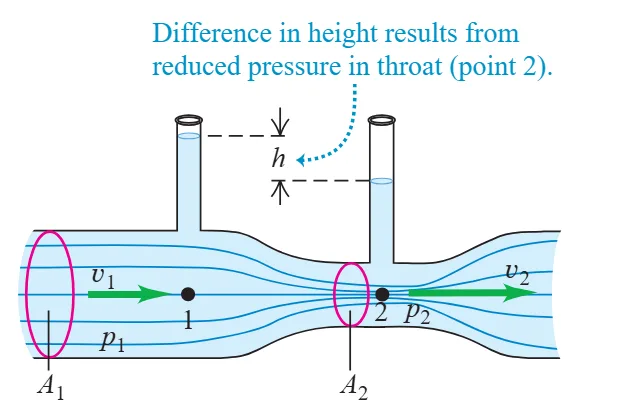 Difference in height results from
reduced pressure in throat (point 2).
h
v₁
v₂
1
2
p₂
p₁
A₁
A₂